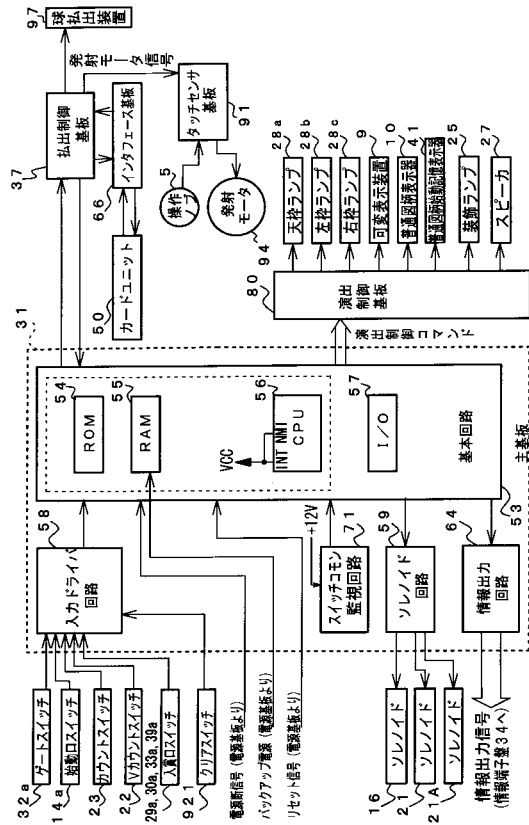 31
32a
ゲートスイッチ
14a
始動口スイッチ
23
カウントスイッチ
22
Vカウントスイッチ
29a, 30a, 33a, 39a
入賞口スイッチ
921
クリアスイッチ
電源断信号(電源基板より)
バックアップ電源(電源基板より)
リセット信号(電源基板より)
16
ソレノイド
21
ソレノイド
21A
ソレノイド
情報出力信号
(情報端子盤34へ)
58
入力ドライバ
回路
+12V
スイッチコモン
監視回路
71
ソレノイド
回路
59
情報出力
回路
64
ROM
54
RAM
55
VCC
INT NMI
CPU
56
I/O
57
基本回路
53
主基板
37
払出制御
基板
97
球払出装置
発射
モータ信号
インタフェース基板
66
カードユニット
50
タッチセンサ
基板
91
操作
ノブ
5
発射
モータ
94
80
演出制御
基板
演出制御コマンド
天枠ランプ
28a
左枠ランプ
28b
右枠ランプ
28c
可変表示装置
9
普通図柄表示器
10
普通図柄始動記憶表示器
41
装飾ランプ
25
スピーカ
27